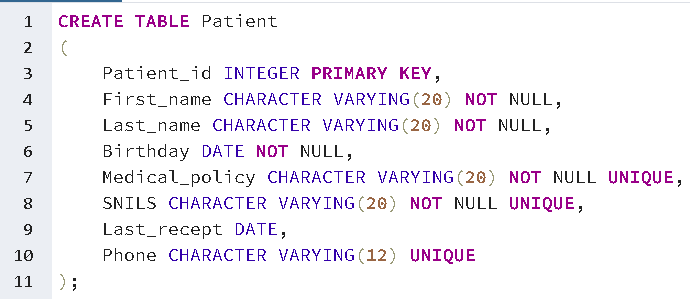 1 CREATE TABLE Patient
2 (
3 Patient_id INTEGER PRIMARY KEY,
4 First_name CHARACTER VARYING(20) NOT NULL,
5 Last_name CHARACTER VARYING(20) NOT NULL,
6 Birthday DATE NOT NULL,
7 Medical_policy CHARACTER VARYING(20) NOT NULL UNIQUE,
8 SNILS CHARACTER VARYING(20) NOT NULL UNIQUE,
9 Last_recept DATE,
10 Phone CHARACTER VARYING(12) UNIQUE
11 );